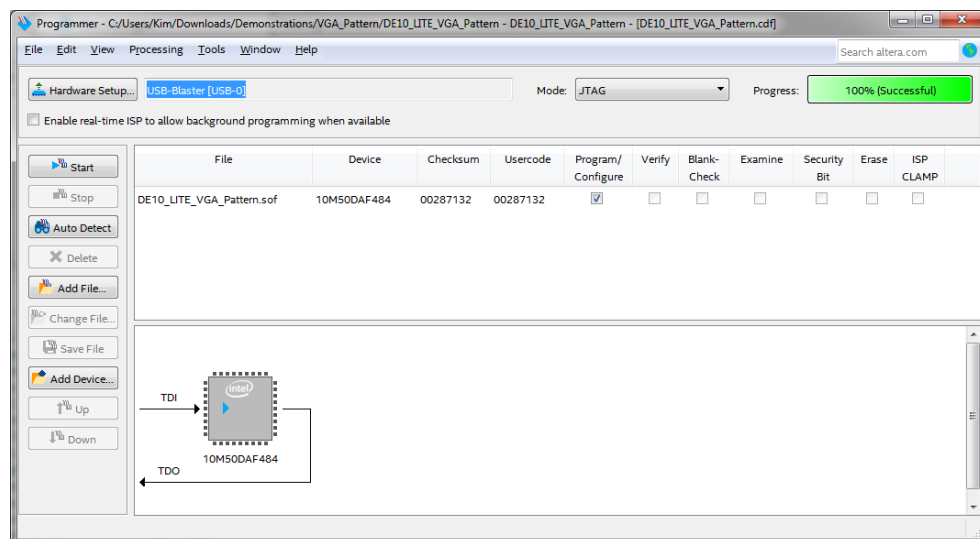 Programmer - C:/Users/Kim/Downloads/Demonstrations/VGA_Pattern/DE10_LITE_VGA_Pattern - DE10_LITE_VGA_Pattern - [DE10_LITE_VGA_Pattern.cdf]
File Edit View Processing Tools Window Help
Search altera.com
Hardware Setup... USB-Blaster [USB-0] Mode: JTAG Progress: 100% (Successful)
Enable real-time ISP to allow background programming when available
Start
Stop
Auto Detect
Delete
Add File...
Change File...
Save File
Add Device...
Up
Down
File Device Checksum Usercode Program/ Verify Blank- Examine Security Erase ISP
Configure Check Bit CLAMP
DE10_LITE_VGA_Pattern.sof 10M50DAF484 00287132 00287132
intel
TDI
10M50DAF484
TDO